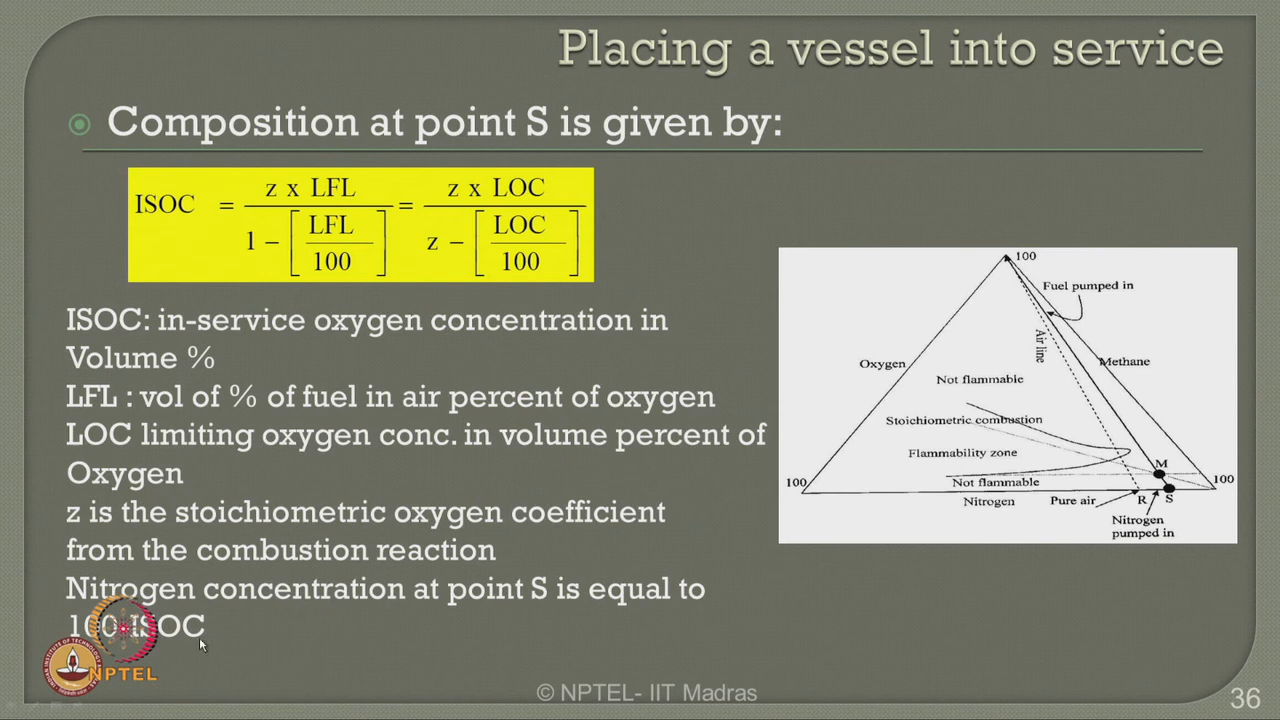 Placing a vessel into service
Composition at point S is given by:
ISOC = z x LFL / 1 − [LFL / 100] = z x LOC / z − [LOC / 100]
ISOC: in-service oxygen concentration in
Volume %
LFL : vol of % of fuel in air percent of oxygen
LOC limiting oxygen conc. in volume percent of
Oxygen
z is the stoichiometric oxygen coefficient
from the combustion reaction
Nitrogen concentration at point S is equal to
100-ISOC
100
Fuel pumped in
Air line
Oxygen
Methane
Not flammable
Stoichiometric combustion
Flammability zone
M
100
Not flammable
100
Nitrogen
Pure air
R
S
Nitrogen
pumped in
NPTEL
© NPTEL- IIT Madras
36